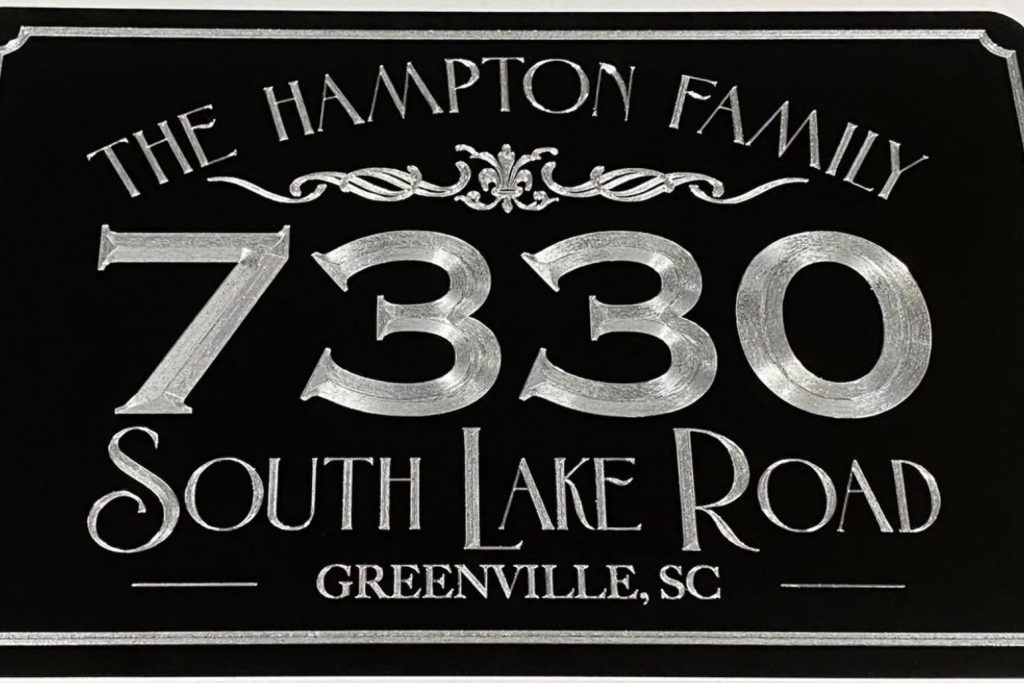 THE HAMPTON FAMILY
7330
SOUTH LAKE ROAD
GREENVILLE, SC